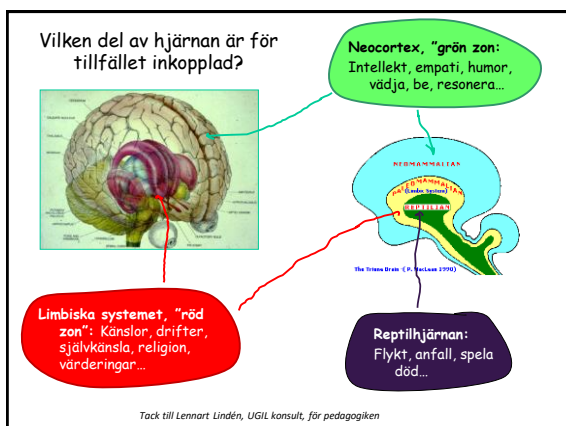 Vilken del av hjärnan är för
tillfället inkopplad?
Neocortex, ”grön zon:
Intellekt, empati, humor,
vädja, be, resonera…
NEOMAMMALIAN
PALEOMAMMALIAN
(Limbic System)
REPTILIAN
The Triune Brain :( P. MacLean 1990)
Limbiska systemet, ”röd
zon”: Känslor, drifter,
självkänsla, religion,
värderingar…
Reptilhjärnan:
Flykt, anfall, spela
död…
Tack till Lennart Lindén, UGIL konsult, för pedagogiken